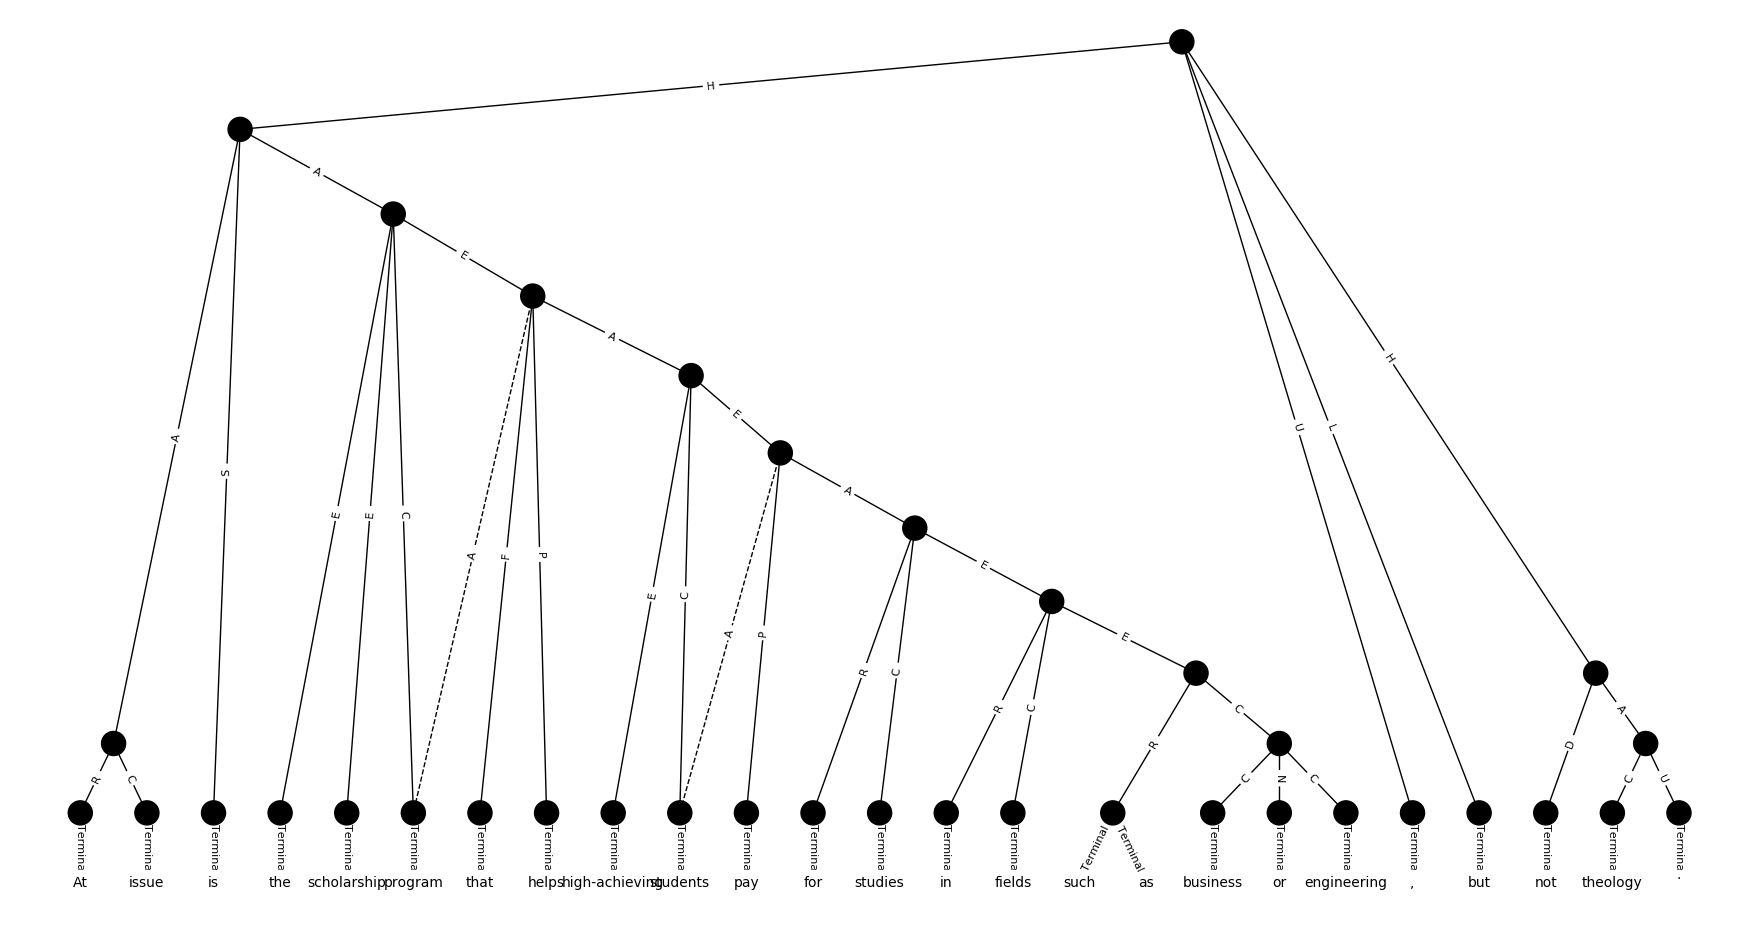 H
A
E
A
H
E
U L
A S
A
E E C
A F P
E
E C
A P
E
R C
R C
A
C
R D
R C
C N C
C U
Termina Termina Termina Termina Termina Termina Termina Termina Termina Termina Termina Termina Termina Termina Termina Terminal Terminal Termina Termina Termina Termina Termina Termina Termina Termina
At issue is the scholarship program that helps high-achieving students pay for studies in fields such as business or engineering , but not theology .